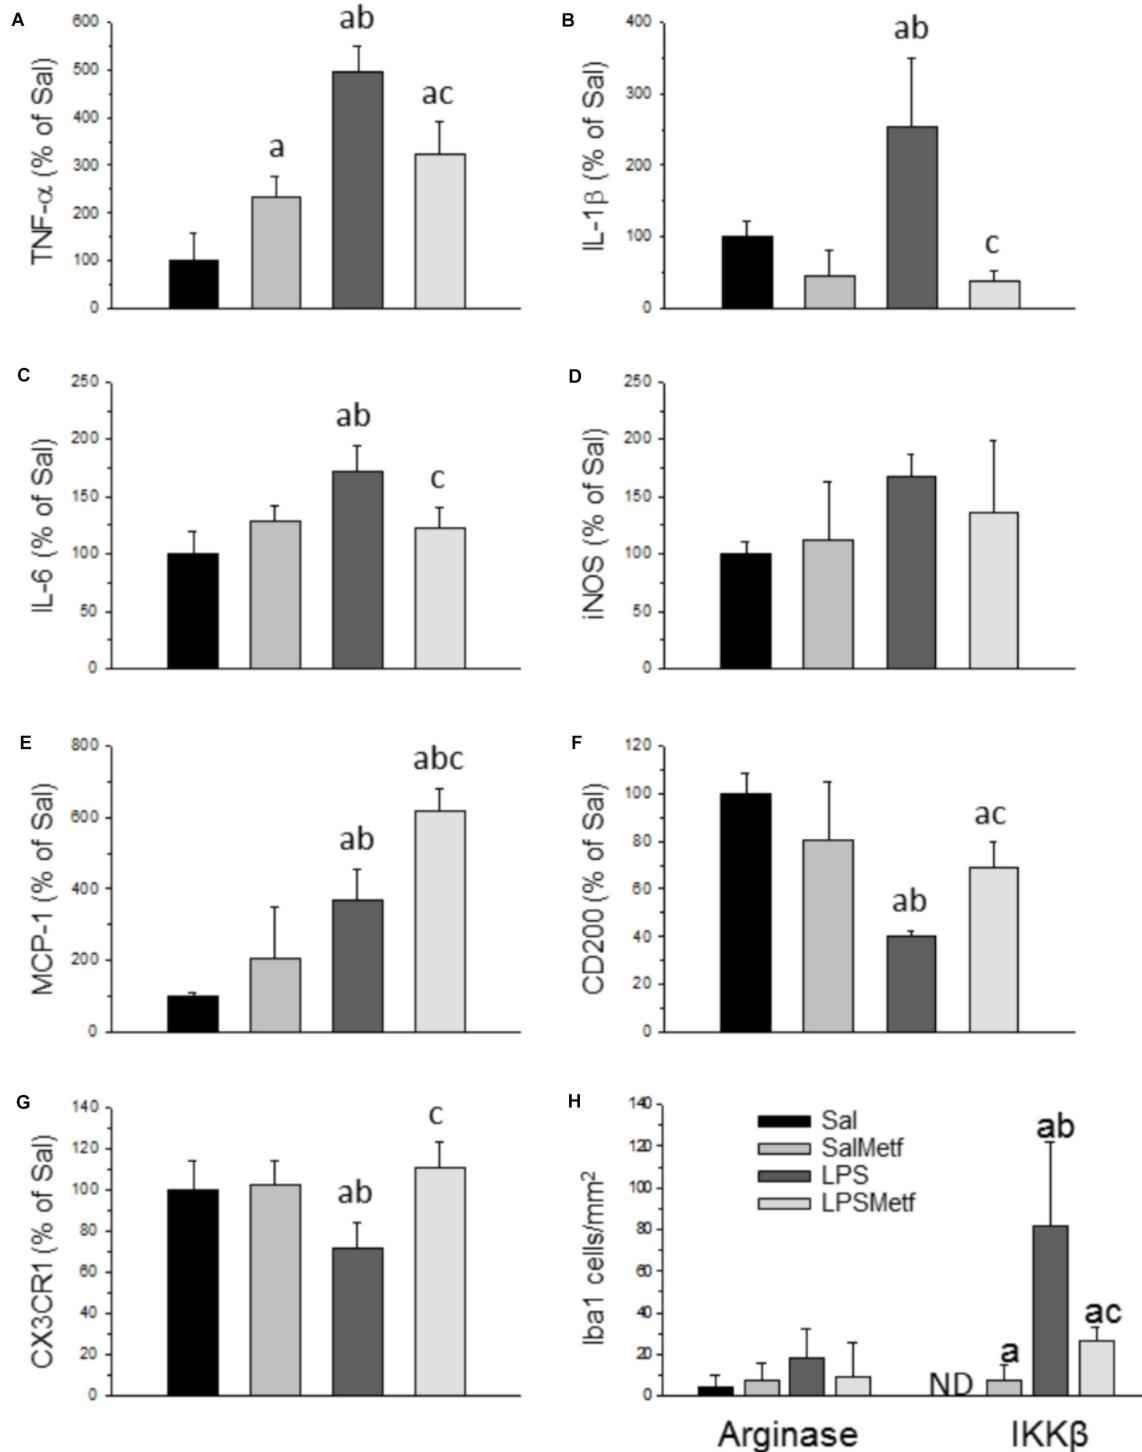 A
TNF-α (% of Sal)
600
500
400
300
200
100
0
a
ab
ac
B
IL-1β (% of Sal)
400
300
200
100
0
ab
c
C
IL-6 (% of Sal)
250
200
150
100
50
0
ab
c
D
iNOS (% of Sal)
250
200
150
100
50
0
E
MCP-1 (% of Sal)
800
600
400
200
0
ab
abc
F
CD200 (% of Sal)
120
100
80
60
40
20
0
ab
ac
G
CX3CR1 (% of Sal)
140
120
100
80
60
40
20
0
ab
c
H
Iba1 cells/mm²
140
120
100
80
60
40
20
0
Sal
SalMetf
LPS
LPSMetf
ND
a
ab
ac
Arginase
IKKβ